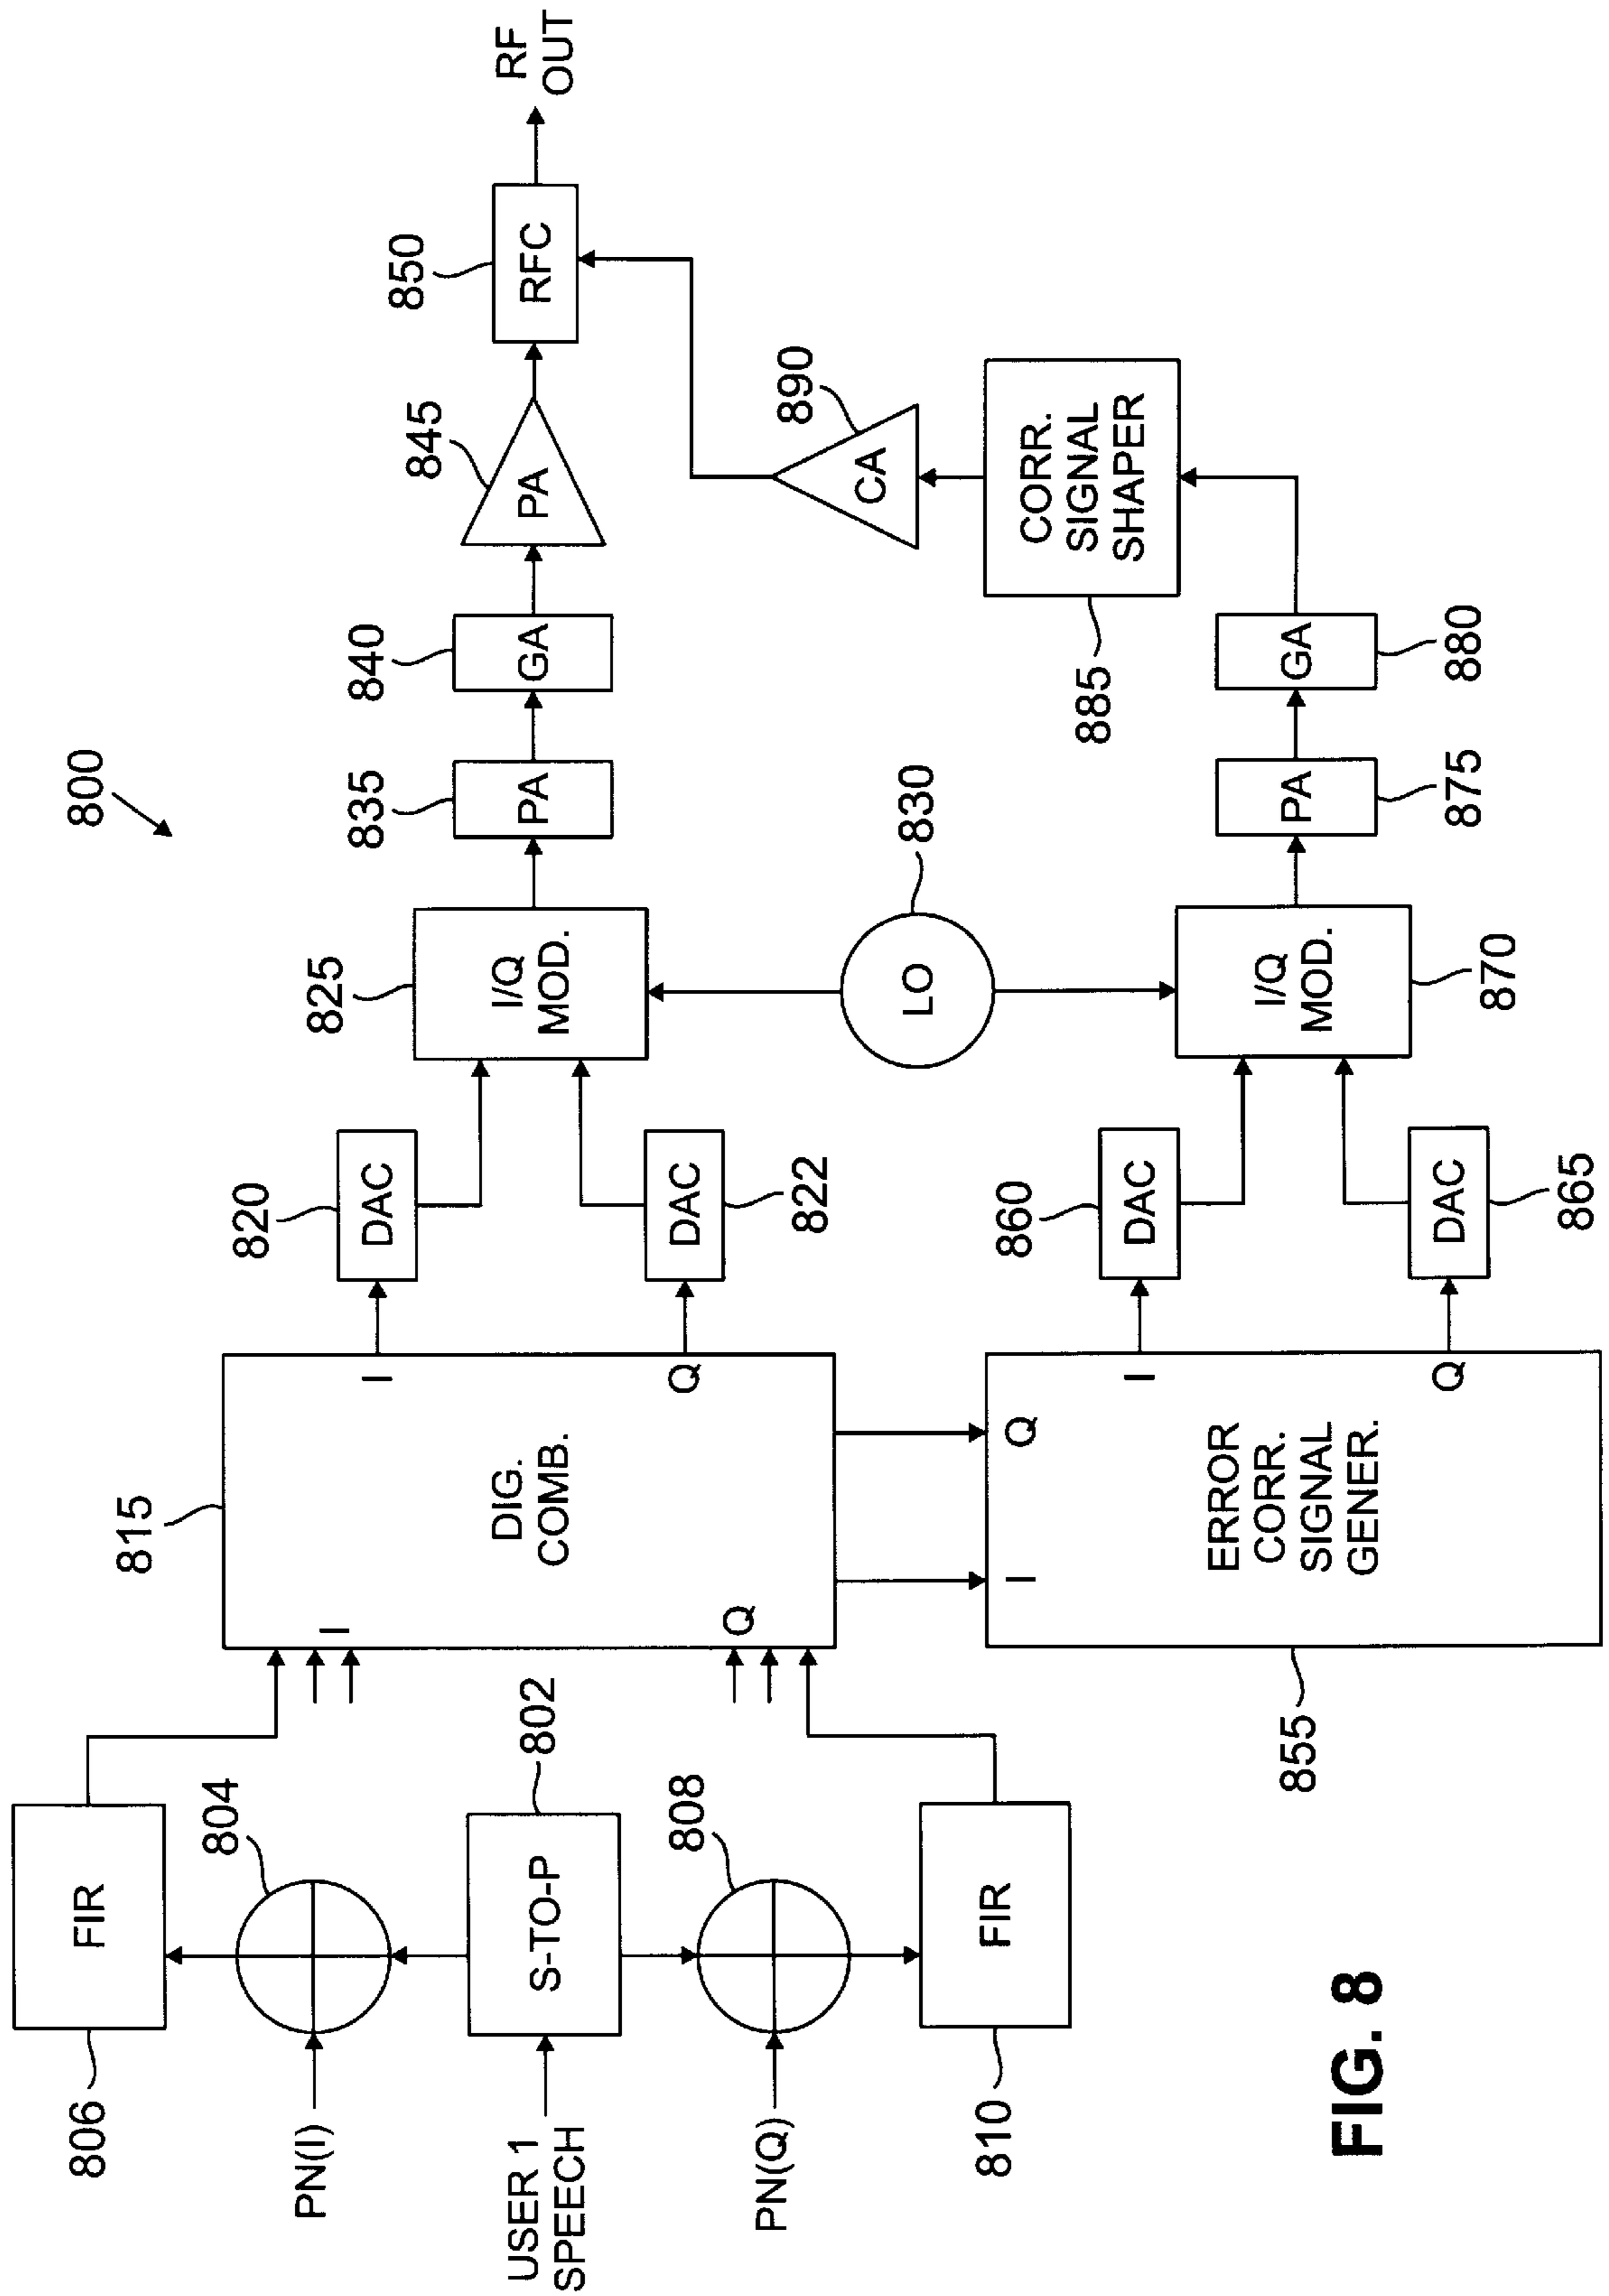 800
806
FIR
804
PN(I)
USER 1
SPEECH
S-TO-P
802
808
PN(Q)
810
FIR
815
I
Q
DIG.
COMB.
I
Q
I
Q
ERROR
CORR.
SIGNAL
GENER.
I
Q
855
820
DAC
DAC
822
860
DAC
DAC
865
825
I/Q
MOD.
LO
830
I/Q
MOD.
870
835
PA
840
GA
845
PA
850
RFC
RF
OUT
PA
875
GA
880
885
CORR.
SIGNAL
SHAPER
CA
890
FIG. 8